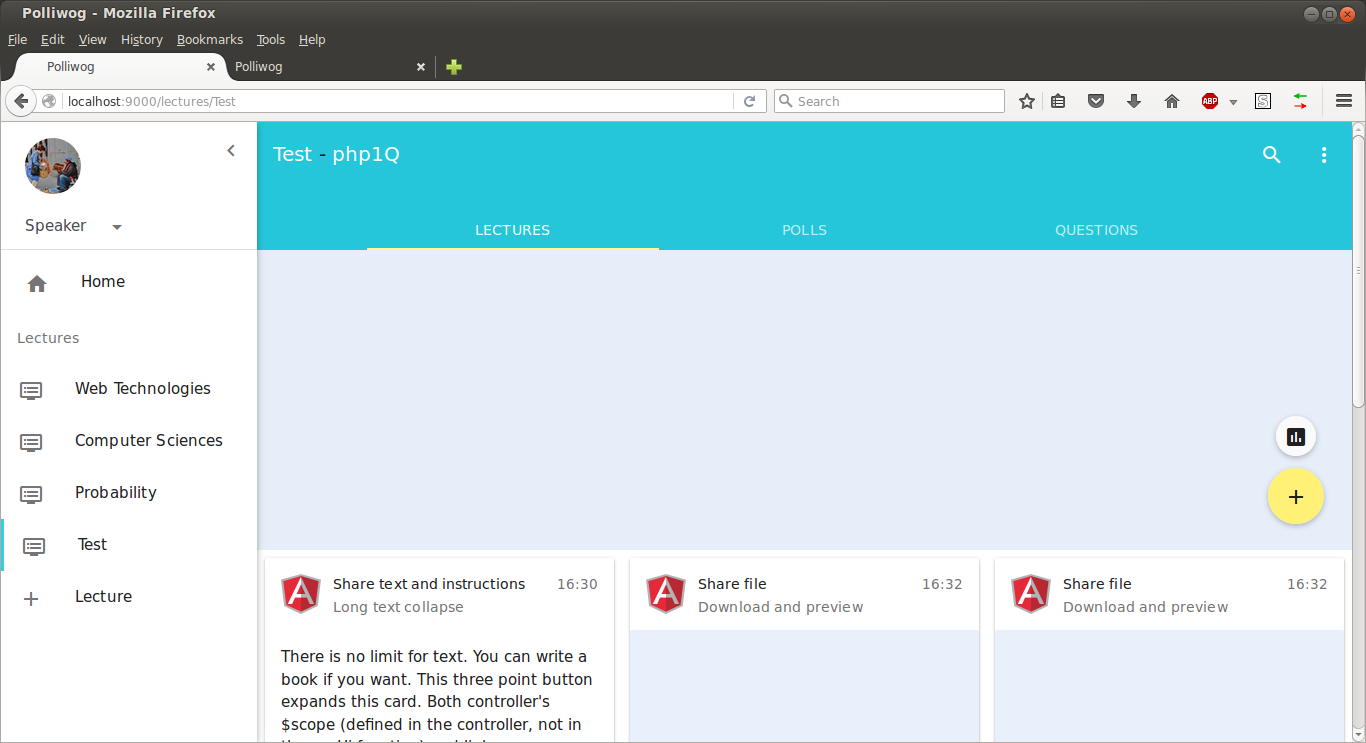 Polliwog - Mozilla Firefox
File Edit View History Bookmarks Tools Help
Polliwog
Polliwog
localhost:9000/lectures/Test
Search
ABP
S
Speaker
Home
Lectures
Web Technologies
Computer Sciences
Probability
Test
Lecture
Test - php1Q
LECTURES POLLS QUESTIONS
Share text and instructions 16:30
Long text collapse
There is no limit for text. You can write a
book if you want. This three point button
expands this card. Both controller's
$scope (defined in the controller, not in
Share file 16:32
Download and preview
Share file 16:32
Download and preview